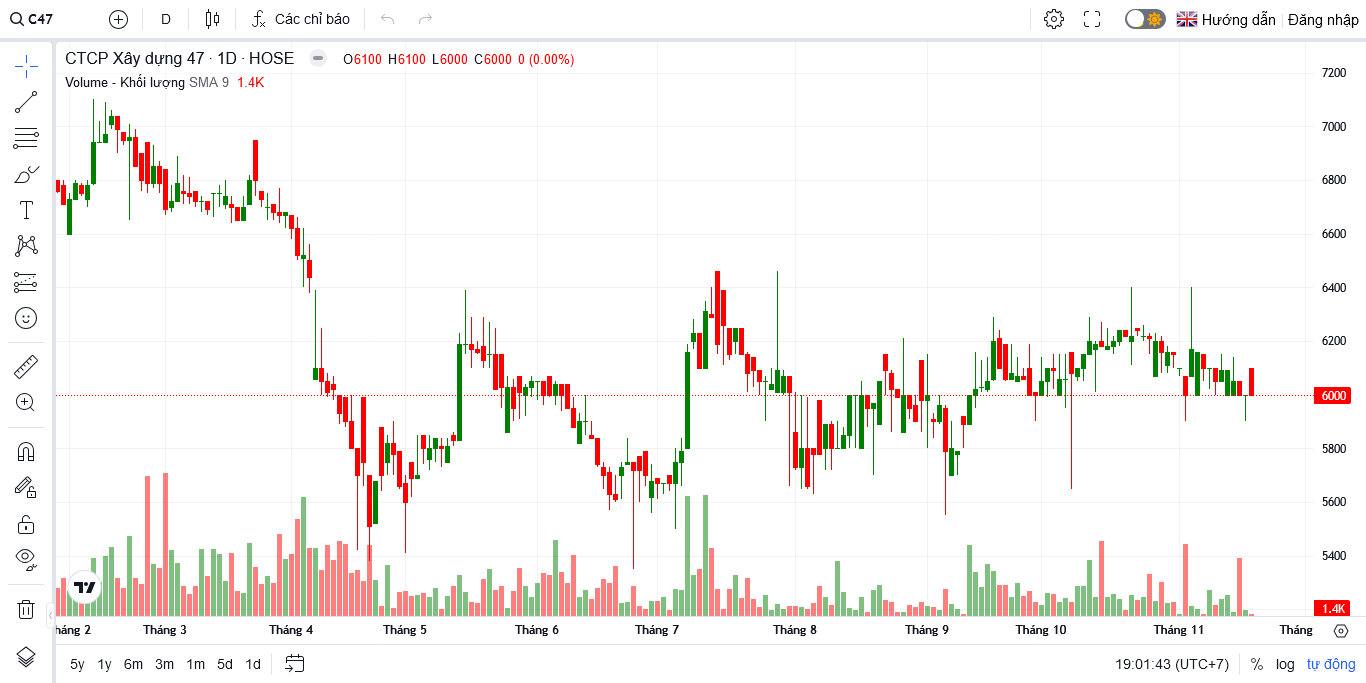 C47 D Các chỉ báo Hướng dẫn Đăng nhập
CTCP Xây dựng 47 · 1D · HOSE O6100 H6100 L6000 C6000 0 (0.00%)
Volume - Khối lượng SMA 9 1.4K
7200
7000
6800
6600
6400
6200
6000
5800
5600
5400
1.4K
háng 2 Tháng 3 Tháng 4 Tháng 5 Tháng 6 Tháng 7 Tháng 8 Tháng 9 Tháng 10 Tháng 11 Tháng
5y 1y 6m 3m 1m 5d 1d 19:01:43 (UTC+7) % log tự động